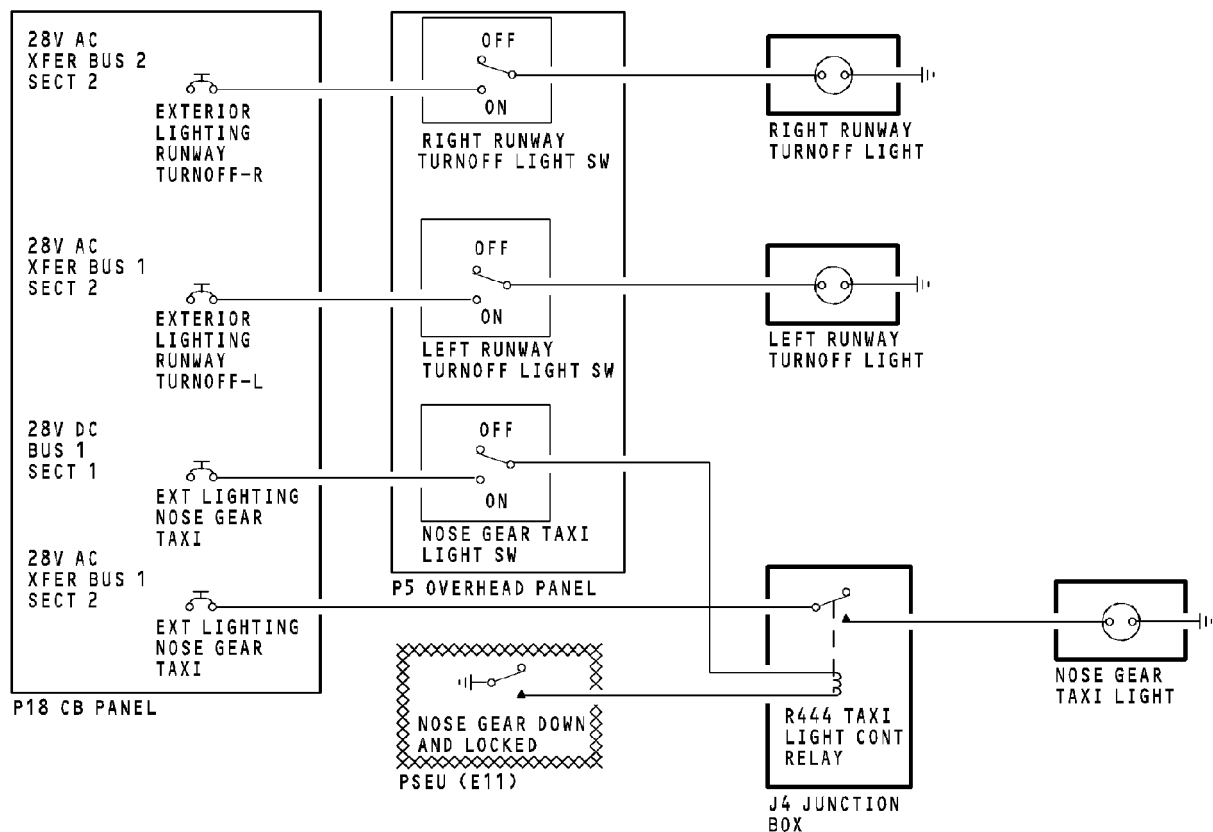 28V AC
XFER BUS 2
SECT 2
EXTERIOR
LIGHTING
RUNWAY
TURNOFF-R
OFF
ON
RIGHT RUNWAY
TURNOFF LIGHT SW
RIGHT RUNWAY
TURNOFF LIGHT
28V AC
XFER BUS 1
SECT 2
EXTERIOR
LIGHTING
RUNWAY
TURNOFF-L
OFF
ON
LEFT RUNWAY
TURNOFF LIGHT SW
LEFT RUNWAY
TURNOFF LIGHT
28V DC
BUS 1
SECT 1
EXT LIGHTING
NOSE GEAR
TAXI
OFF
ON
NOSE GEAR TAXI
LIGHT SW
P5 OVERHEAD PANEL
28V AC
XFER BUS 1
SECT 2
EXT LIGHTING
NOSE GEAR
TAXI
P18 CB PANEL
NOSE GEAR DOWN
AND LOCKED
PSEU (E11)
R444 TAXI
LIGHT CONT
RELAY
J4 JUNCTION
BOX
NOSE GEAR
TAXI LIGHT